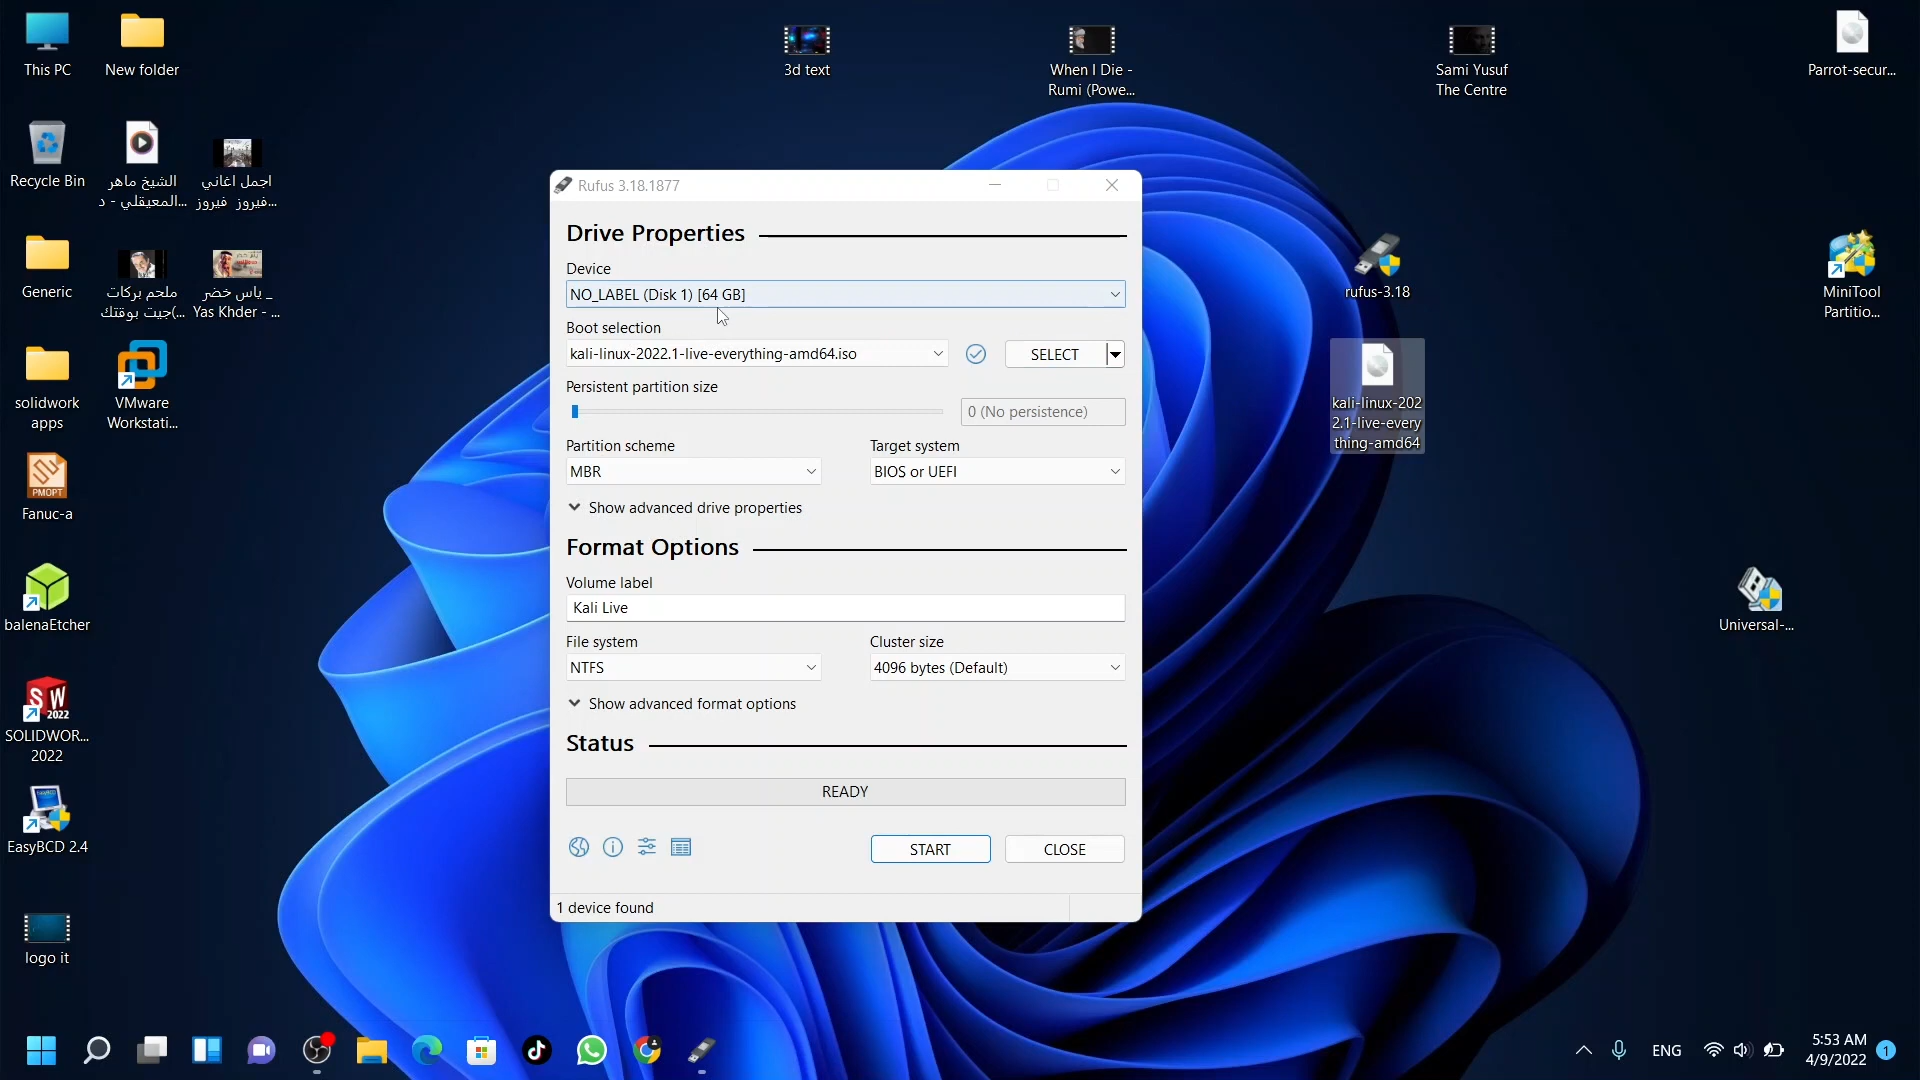 This PC
New folder
3d text
When I Die -
Rumi (Powe...
Sami Yusuf
The Centre
Parrot-secur...
Recycle Bin
الشيخ ماهر
المعيقلي - د...
اجمل اغاني
فيروز فيروز...
Generic
ملحم بركات
جيت بوقتك(...
ياس خضر _
Yas Khder - ...
solidwork
apps
VMware
Workstati...
Fanuc-a
balenaEtcher
SW
2022
SOLIDWOR...
2022
EasyBCD 2.4
logo it
PMOPT
rufus-3.18
kali-linux-202
2.1-live-every
thing-amd64
MiniTool
Partitio...
Universal-...
Rufus 3.18.1877
Drive Properties
Device
NO_LABEL (Disk 1) [64 GB]
Boot selection
kali-linux-2022.1-live-everything-amd64.iso
SELECT
Persistent partition size
0 (No persistence)
Partition scheme
Target system
MBR
BIOS or UEFI
Show advanced drive properties
Format Options
Volume label
Kali Live
File system
Cluster size
NTFS
4096 bytes (Default)
Show advanced format options
Status
READY
START
CLOSE
1 device found
ENG
5:53 AM
4/9/2022
1